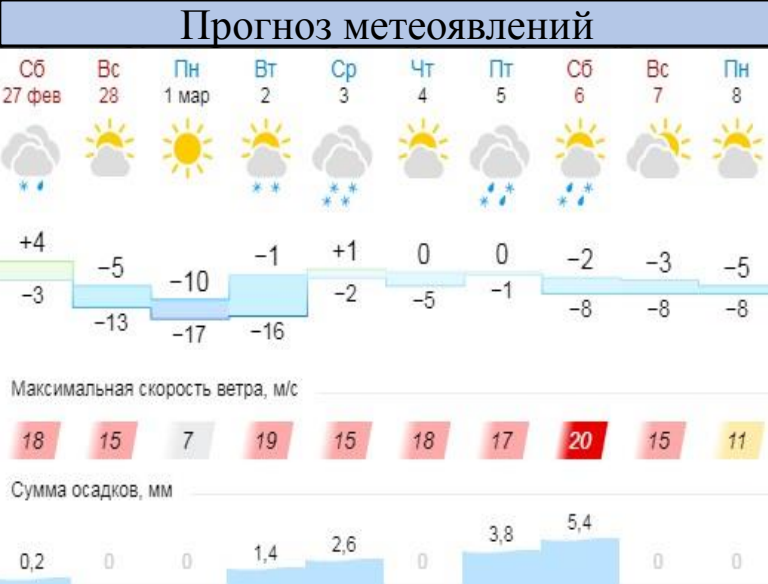 Прогноз метеоявлений
Сб Вс Пн Вт Ср Чт Пт Сб Вс Пн
27 фев 28 1 мар 2 3 4 5 6 7 8
+4 −5 −10 −1 +1 0 0 −2 −3 −5
−3 −13 −17 −16 −2 −5 −1 −8 −8 −8
Максимальная скорость ветра, м/с
18 15 7 19 15 18 17 20 15 11
Сумма осадков, мм
0,2 0 0 1,4 2,6 0 3,8 5,4 0 0